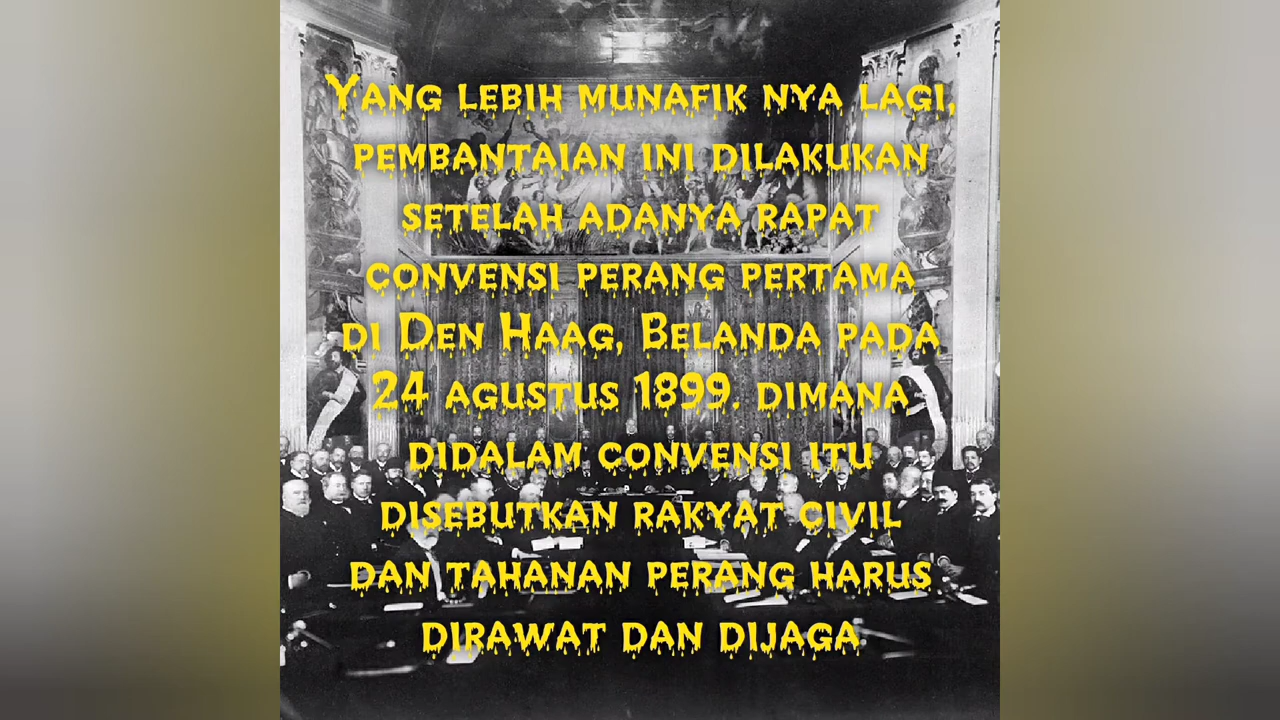 Yang lebih munafik nya lagi,
pembantaian ini dilakukan
setelah adanya rapat
convensi perang pertama
di Den Haag, Belanda pada
24 agustus 1899. dimana
didalam convensi itu
disebutkan rakyat civil
dan tahanan perang harus
dirawat dan dijaga